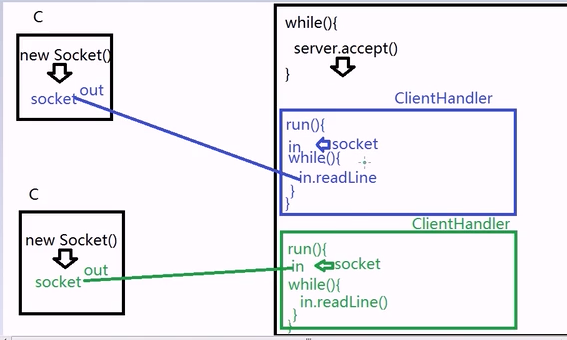 C
new Socket()
socket out
C
new Socket()
socket out
while(){
server.accept()
}
ClientHandler
run(){
in socket
while(){
in.readLine
}
}
ClientHandler
run(){
in socket
while(){
in.readLine()
}
}